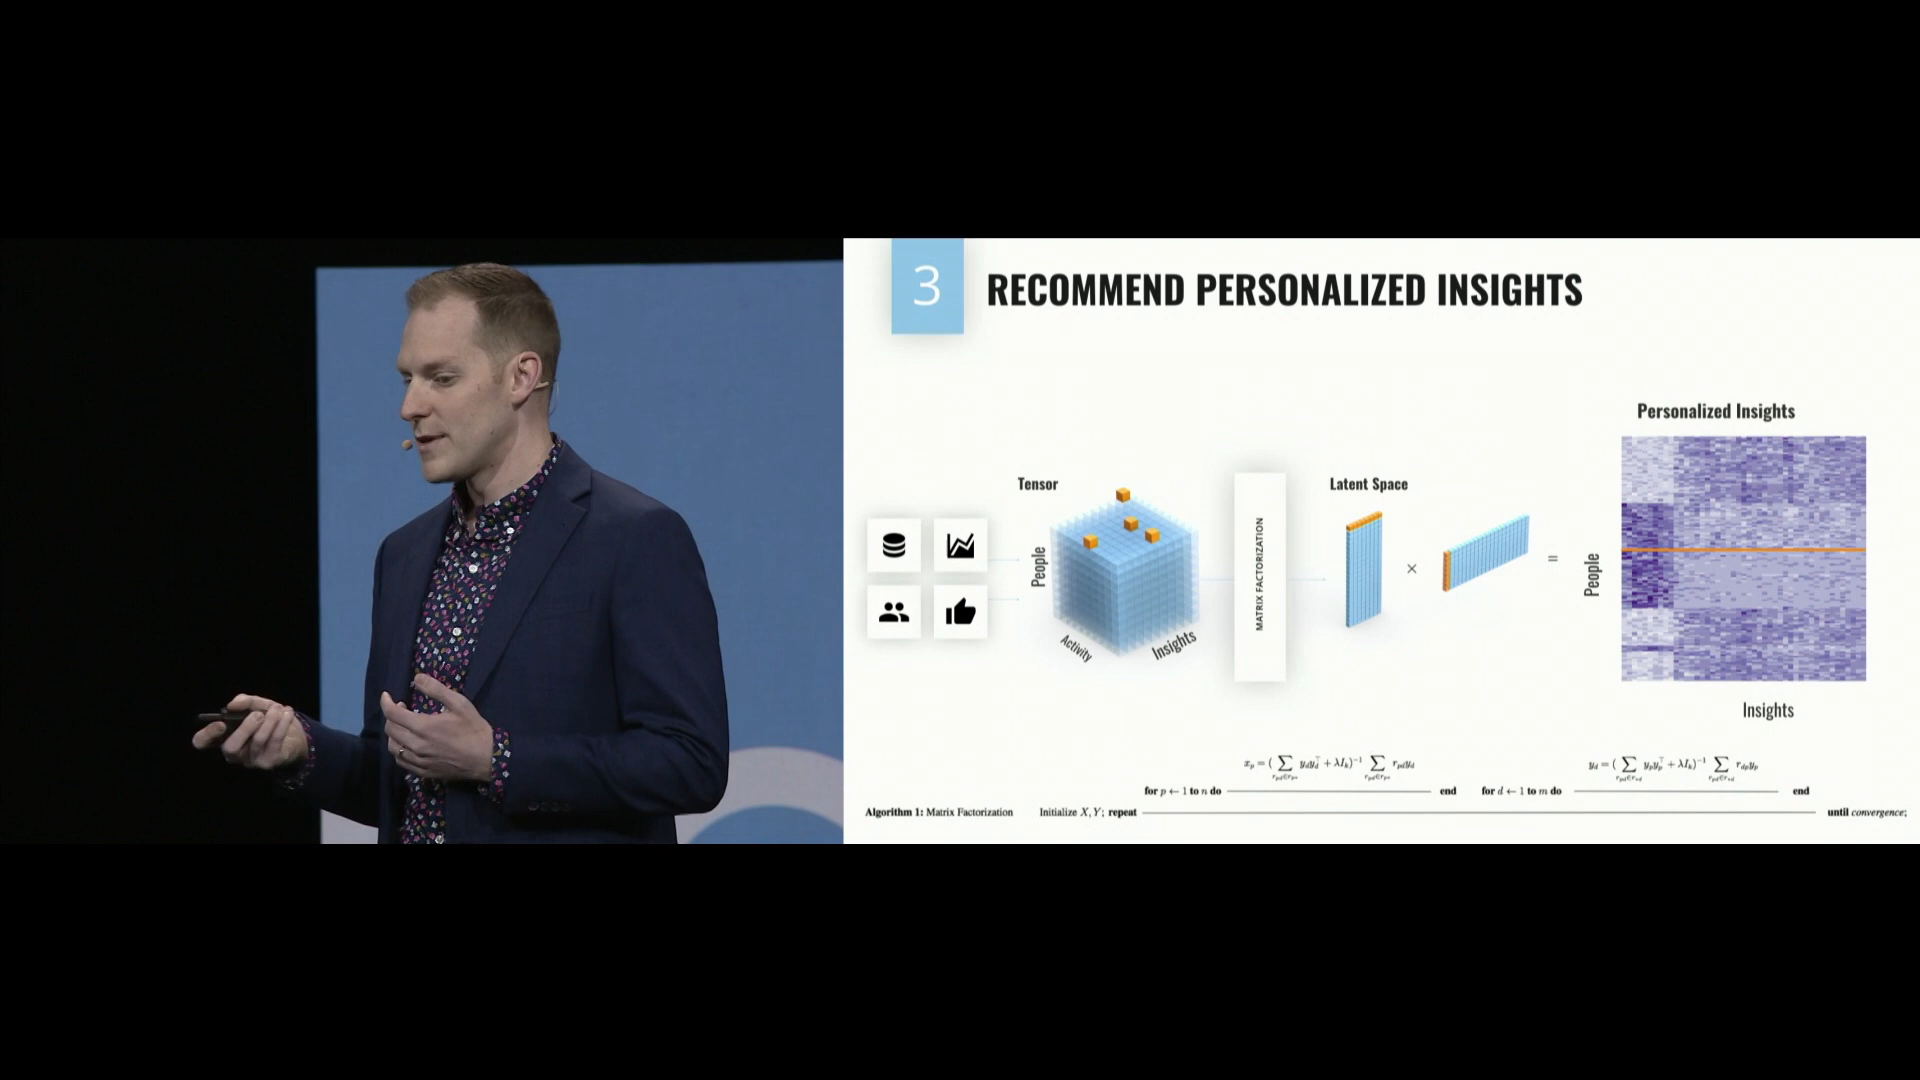 3
RECOMMEND PERSONALIZED INSIGHTS
Personalized Insights
Tensor
Latent Space
People
Activity
Insights
MATRIX FACTORIZATION
×
=
People
Insights
for p ← 1 to n do
end
for d ← 1 to m do
end
Algorithm 1: Matrix Factorization
Initialize X, Y; repeat
until convergence;